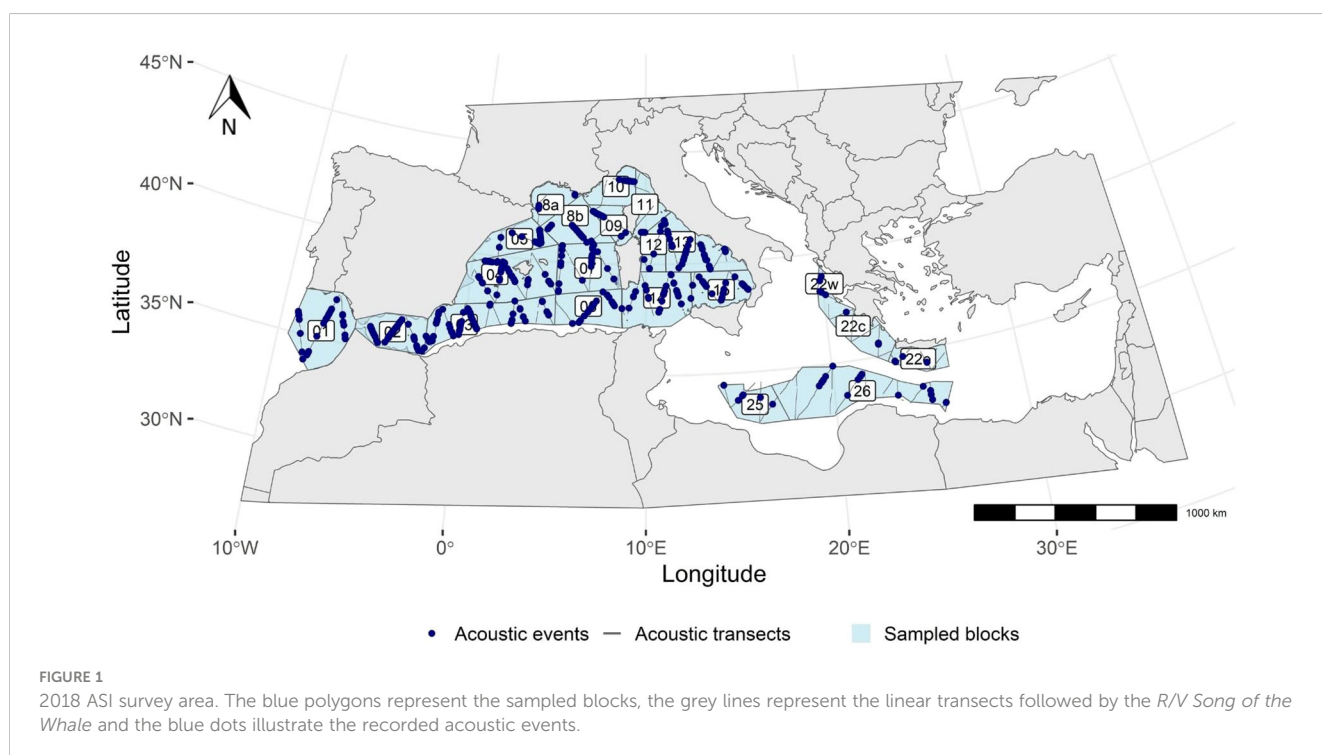 45°N
40°N
35°N
30°N
Latitude
N
10
8a
8b
11
09
05
12
13
04
07
22w
01
02
03
22c
22e
25
26
10°W
0°
10°E
20°E
30°E
1000 km
Longitude
Acoustic events
Acoustic transects
Sampled blocks
FIGURE 1
2018 ASI survey area. The blue polygons represent the sampled blocks, the grey lines represent the linear transects followed by the R/V Song of the
Whale and the blue dots illustrate the recorded acoustic events.